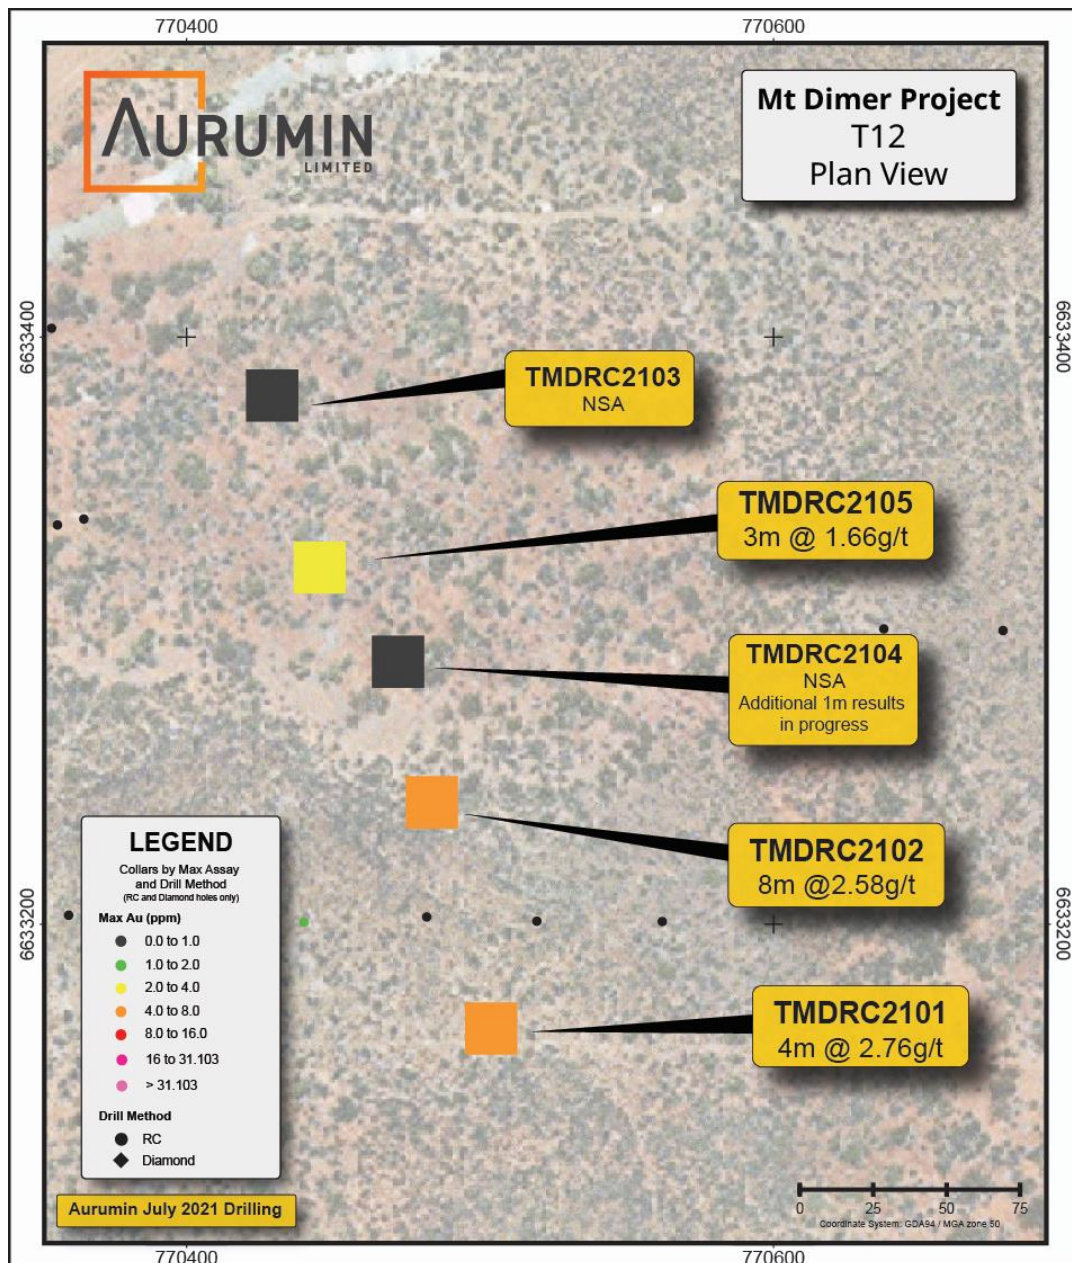 770400
770600
AURUMIN
LIMITED
Mt Dimer Project
T12
Plan View
6633400
6633400
TMDRC2103
NSA
TMDRC2105
3m @ 1.66g/t
TMDRC2104
NSA
Additional 1m results
in progress
TMDRC2102
8m @2.58g/t
6633200
6633200
TMDRC2101
4m @ 2.76g/t
LEGEND
Collars by Max Assay
and Drill Method
(RC and Diamond holes only)
Max Au (ppm)
0.0 to 1.0
1.0 to 2.0
2.0 to 4.0
4.0 to 8.0
8.0 to 16.0
16 to 31.103
> 31.103
Drill Method
RC
Diamond
Aurumin July 2021 Drilling
0 25 50 75
Coordinate System: GDA94 / MGA zone 50
770400
770600